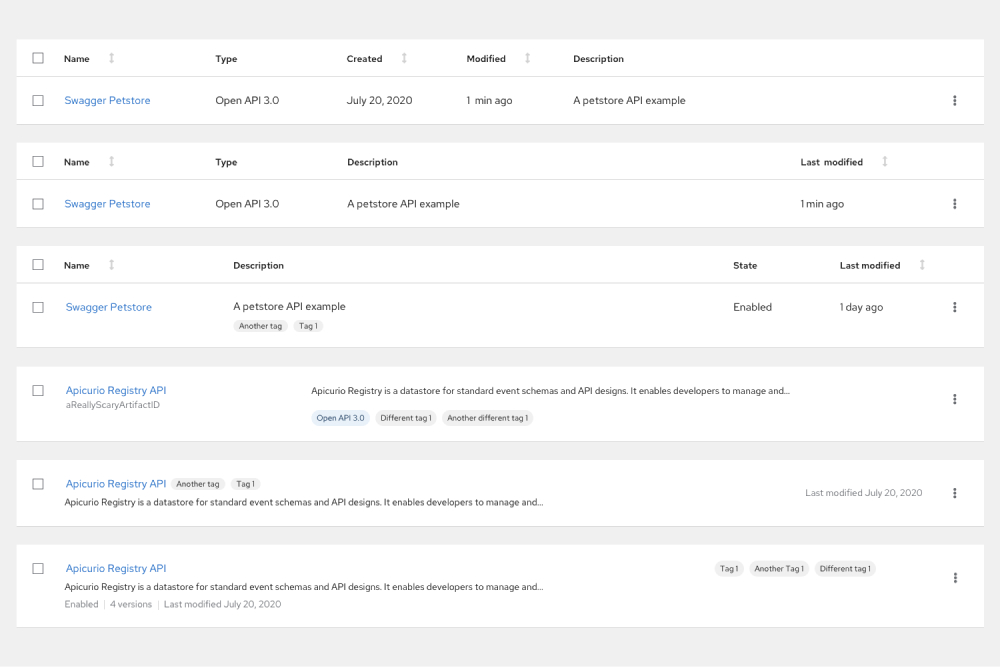 Name Type Created Modified Description
Swagger Petstore Open API 3.0 July 20, 2020 1 min ago A petstore API example
Name Type Description Last modified
Swagger Petstore Open API 3.0 A petstore API example 1 min ago
Name Description State Last modified
Swagger Petstore A petstore API example Enabled 1 day ago
Another tag Tag 1
Apicurio Registry API Apicurio Registry is a datastore for standard event schemas and API designs. It enables developers to manage and...
aReallyScaryArtifactID
Open API 3.0 Different tag 1 Another different tag 1
Apicurio Registry API Another tag Tag 1
Apicurio Registry is a datastore for standard event schemas and API designs. It enables developers to manage and...
Last modified July 20, 2020
Apicurio Registry API Tag 1 Another Tag 1 Different tag 1
Apicurio Registry is a datastore for standard event schemas and API designs. It enables developers to manage and...
Enabled 4 versions Last modified July 20, 2020